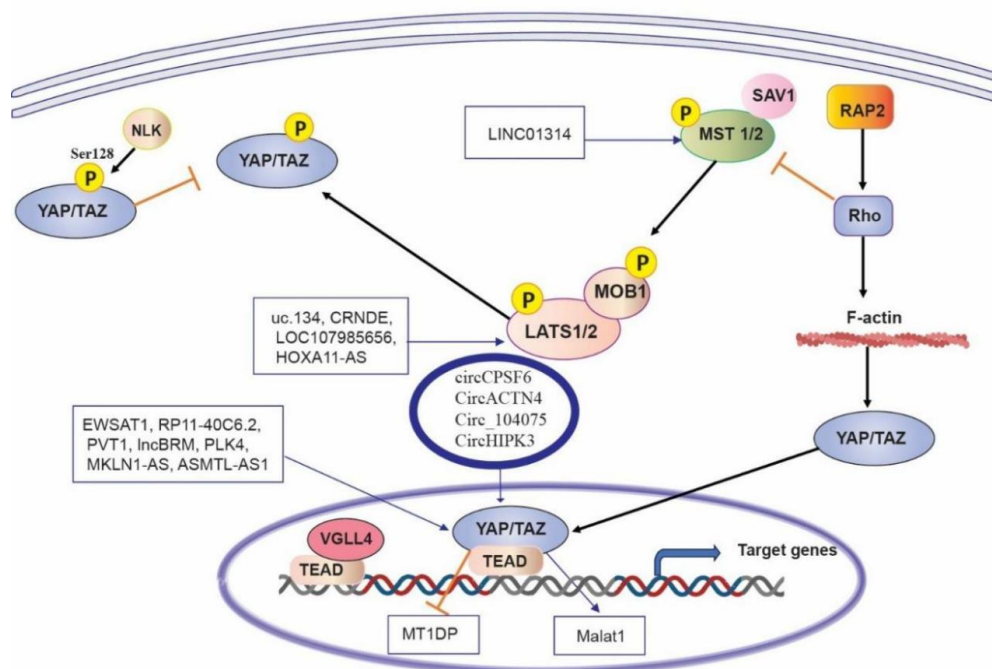 SAV1
P
MST 1/2
RAP2
LINC01314
NLK
Ser128
P
YAP/TAZ
P
YAP/TAZ
Rho
P
MOB1
P
LATS1/2
F-actin
uc.134, CRNDE,
LOC107985656,
HOXA11-AS
circCPSF6
CircACTN4
Circ_104075
CircHIPK3
EWSAT1, RP11-40C6.2,
PVT1, lncBRM, PLK4,
MKLN1-AS, ASMTL-AS1
YAP/TAZ
YAP/TAZ
TEAD
VGLL4
TEAD
Target genes
MT1DP
Malat1